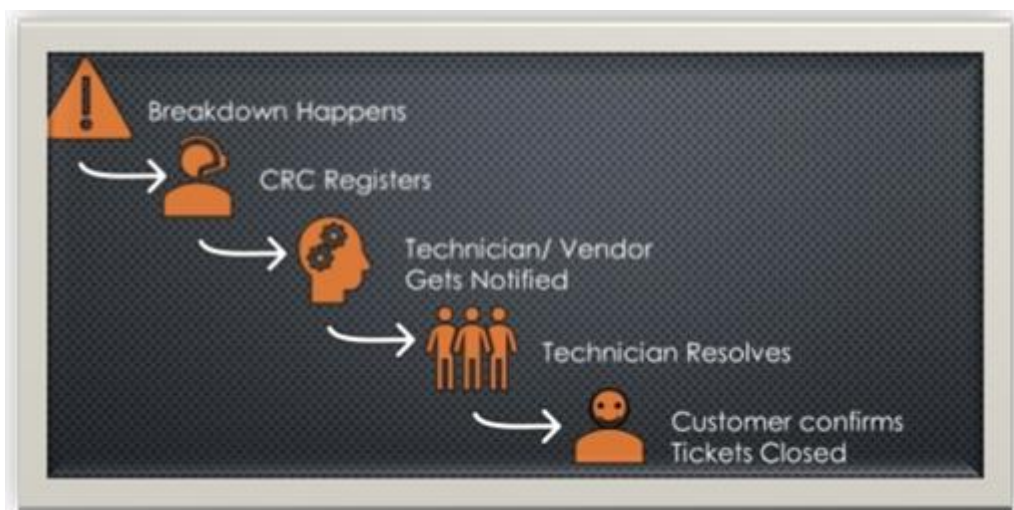 Breakdown Happens
CRC Registers
Technician/ Vendor
Gets Notified
Technician Resolves
Customer confirms
Tickets Closed